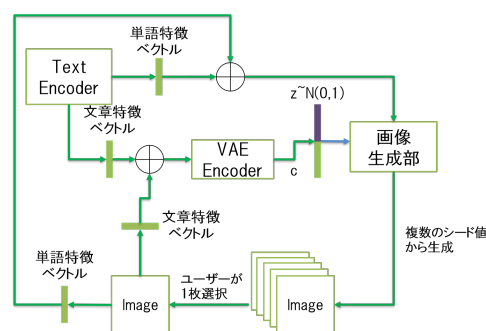 単語特徴
ベクトル
Text
Encoder
文章特徴
ベクトル
z~N(0,1)
VAE
Encoder
c
画像
生成部
文章特徴
ベクトル
複数のシード値
から生成
単語特徴
ベクトル
Image
ユーザーが
1枚選択
Image